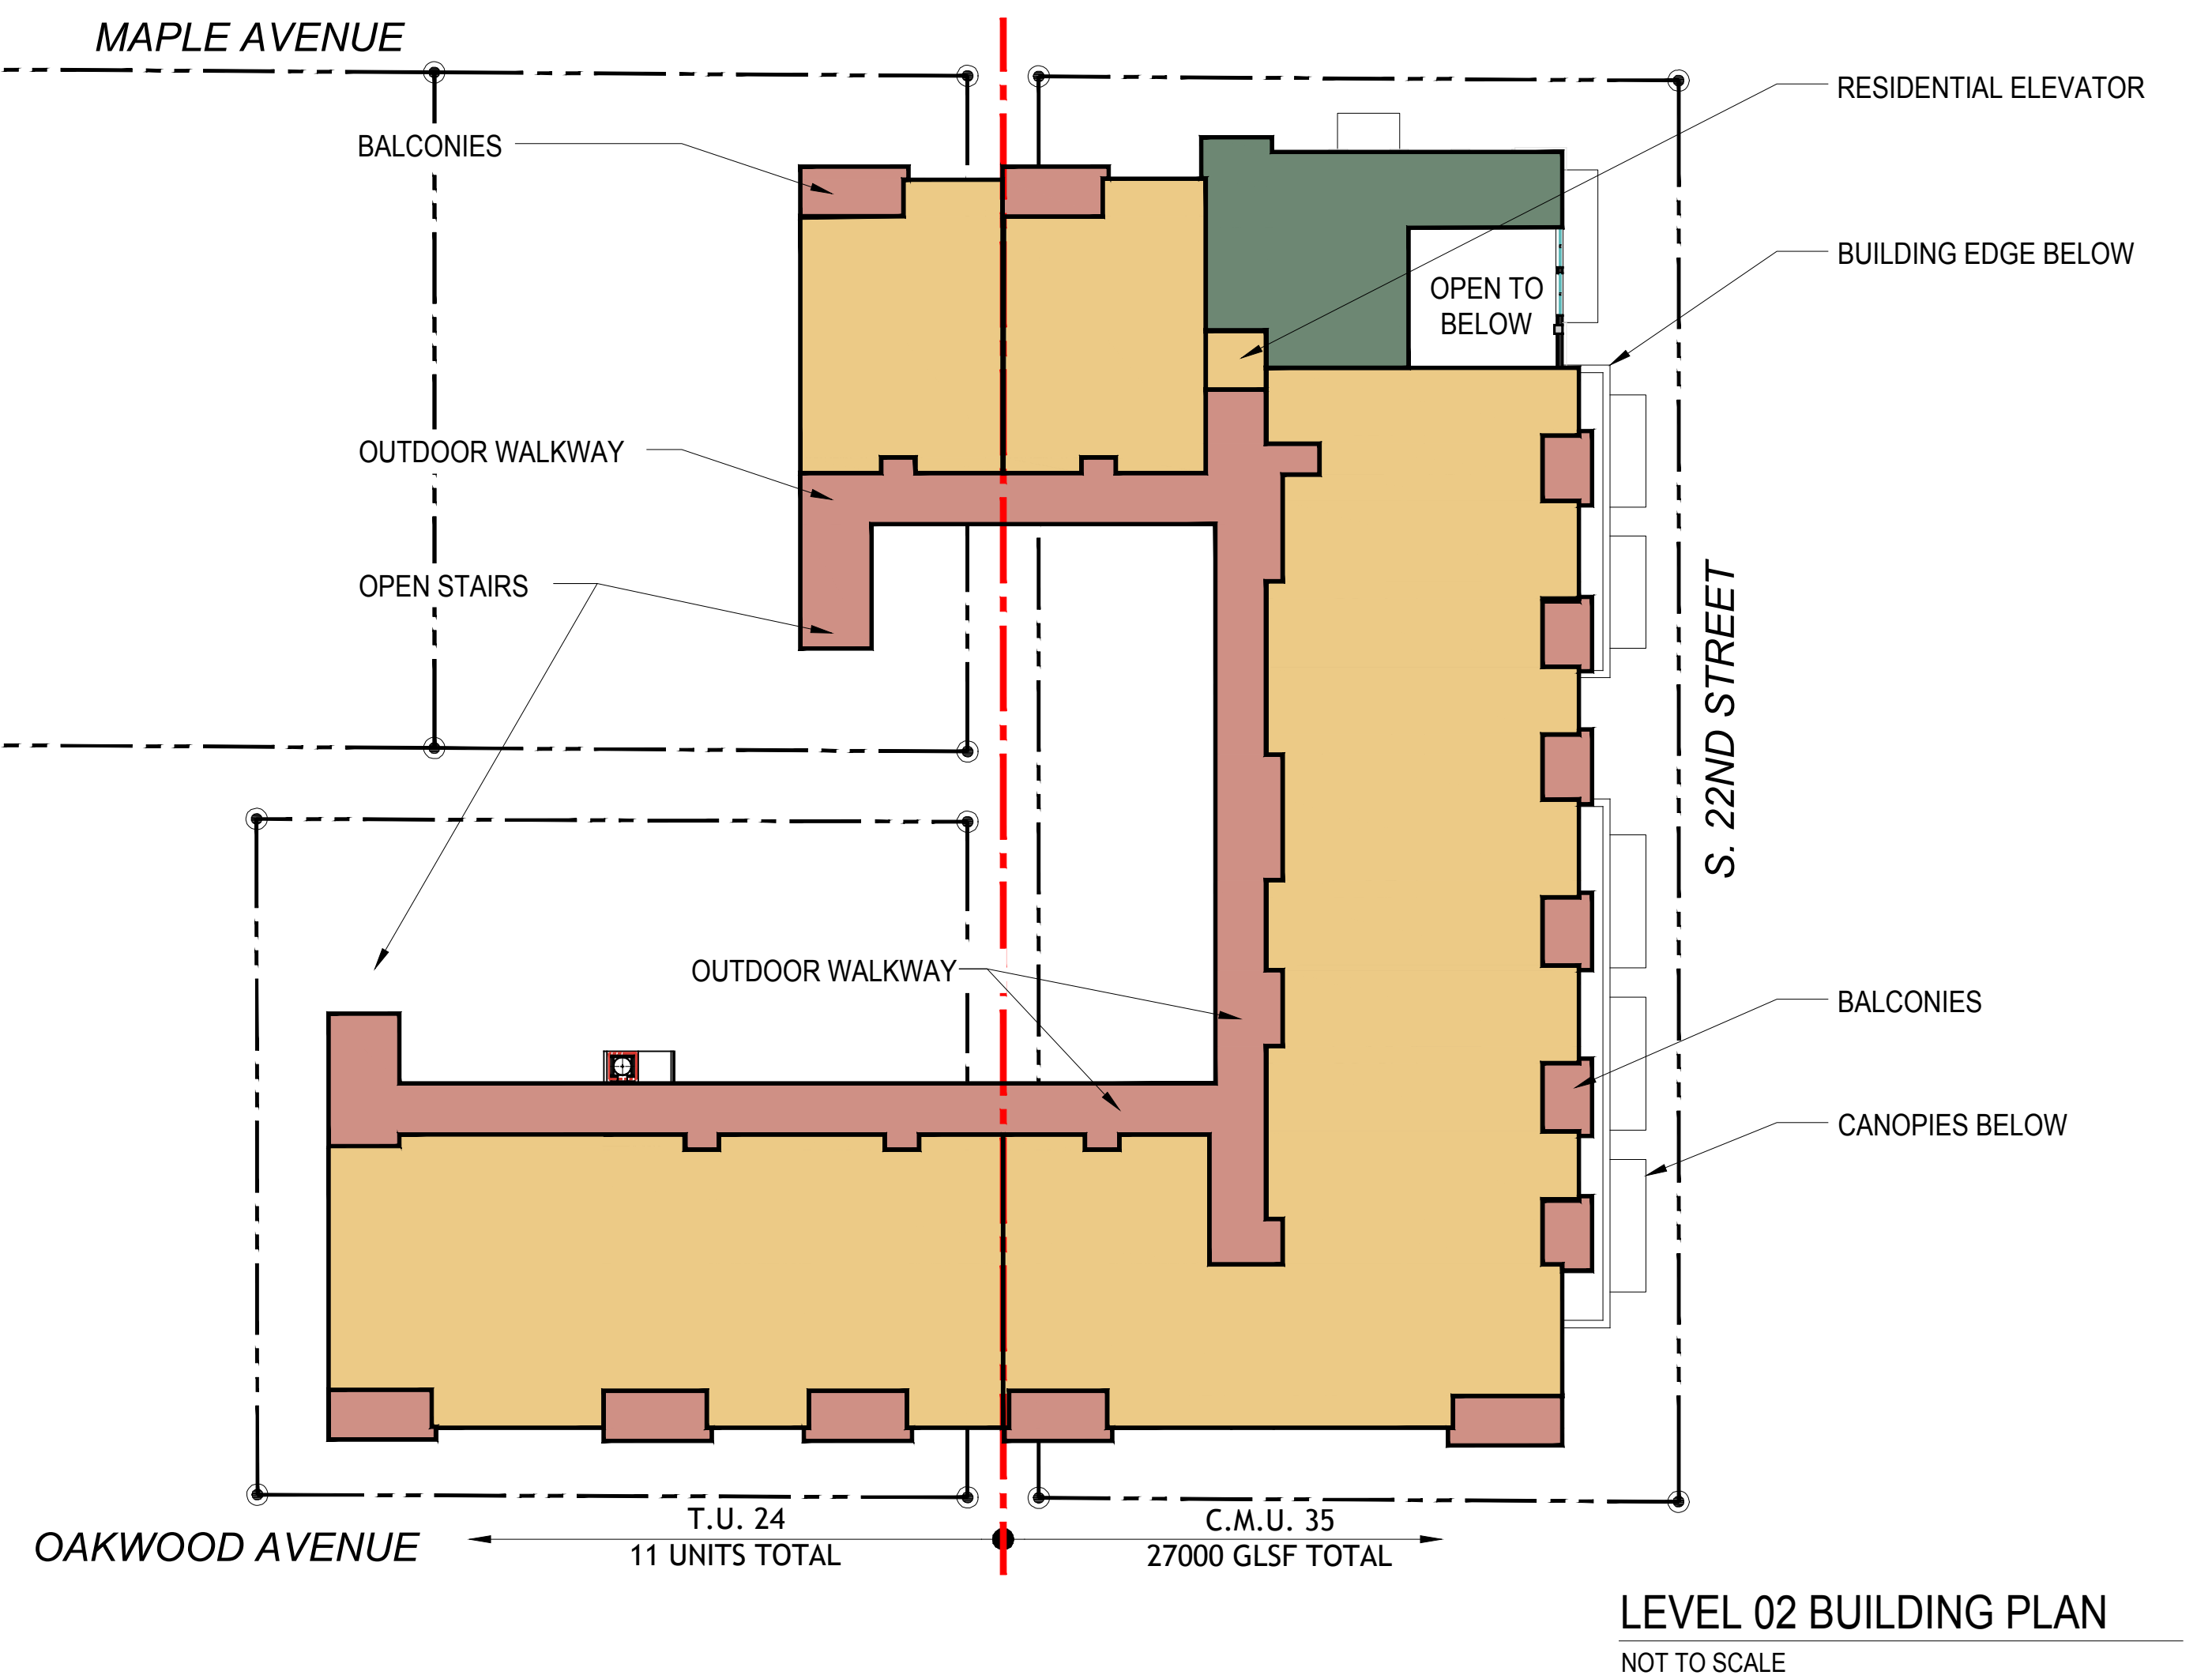 MAPLE AVENUE
RESIDENTIAL ELEVATOR
BALCONIES
BUILDING EDGE BELOW
OPEN TO
BELOW
OUTDOOR WALKWAY
OPEN STAIRS
S. 22ND STREET
OUTDOOR WALKWAY
BALCONIES
CANOPIES BELOW
T.U. 24
11 UNITS TOTAL
C.M.U. 35
27000 GLSF TOTAL
OAKWOOD AVENUE
LEVEL 02 BUILDING PLAN
NOT TO SCALE